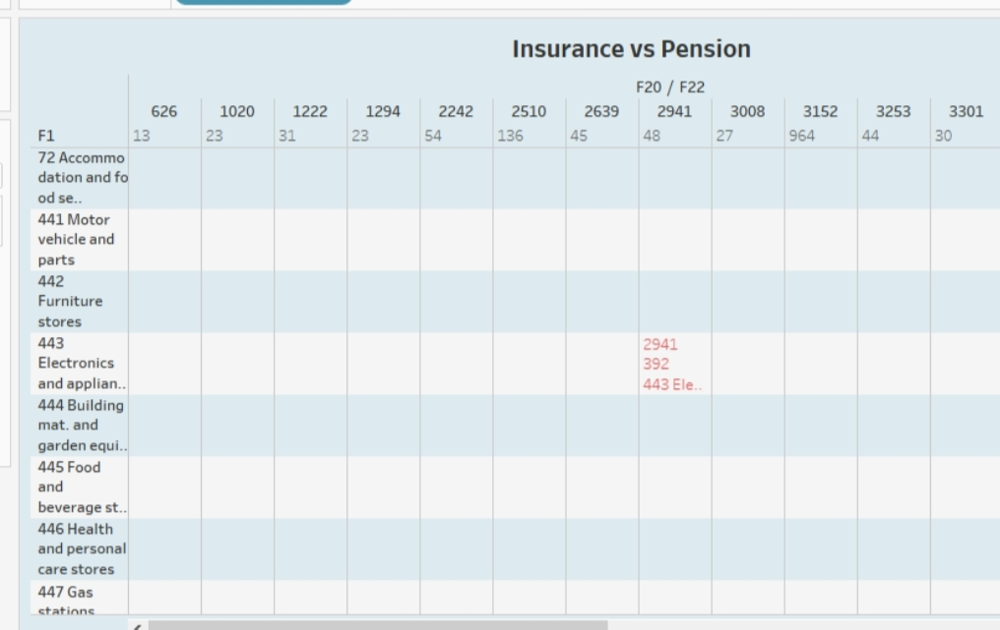 Insurance vs Pension
F20 / F22
626 1020 1222 1294 2242 2510 2639 2941 3008 3152 3253 3301
F1 13 23 31 23 54 136 45 48 27 964 44 30
72 Accommo
dation and fo
od se..
441 Motor
vehicle and
parts
442
Furniture
stores
443
Electronics
and applian..
2941
392
443 Ele..
444 Building
mat. and
garden equi..
445 Food
and
beverage st..
446 Health
and personal
care stores
447 Gas
stations